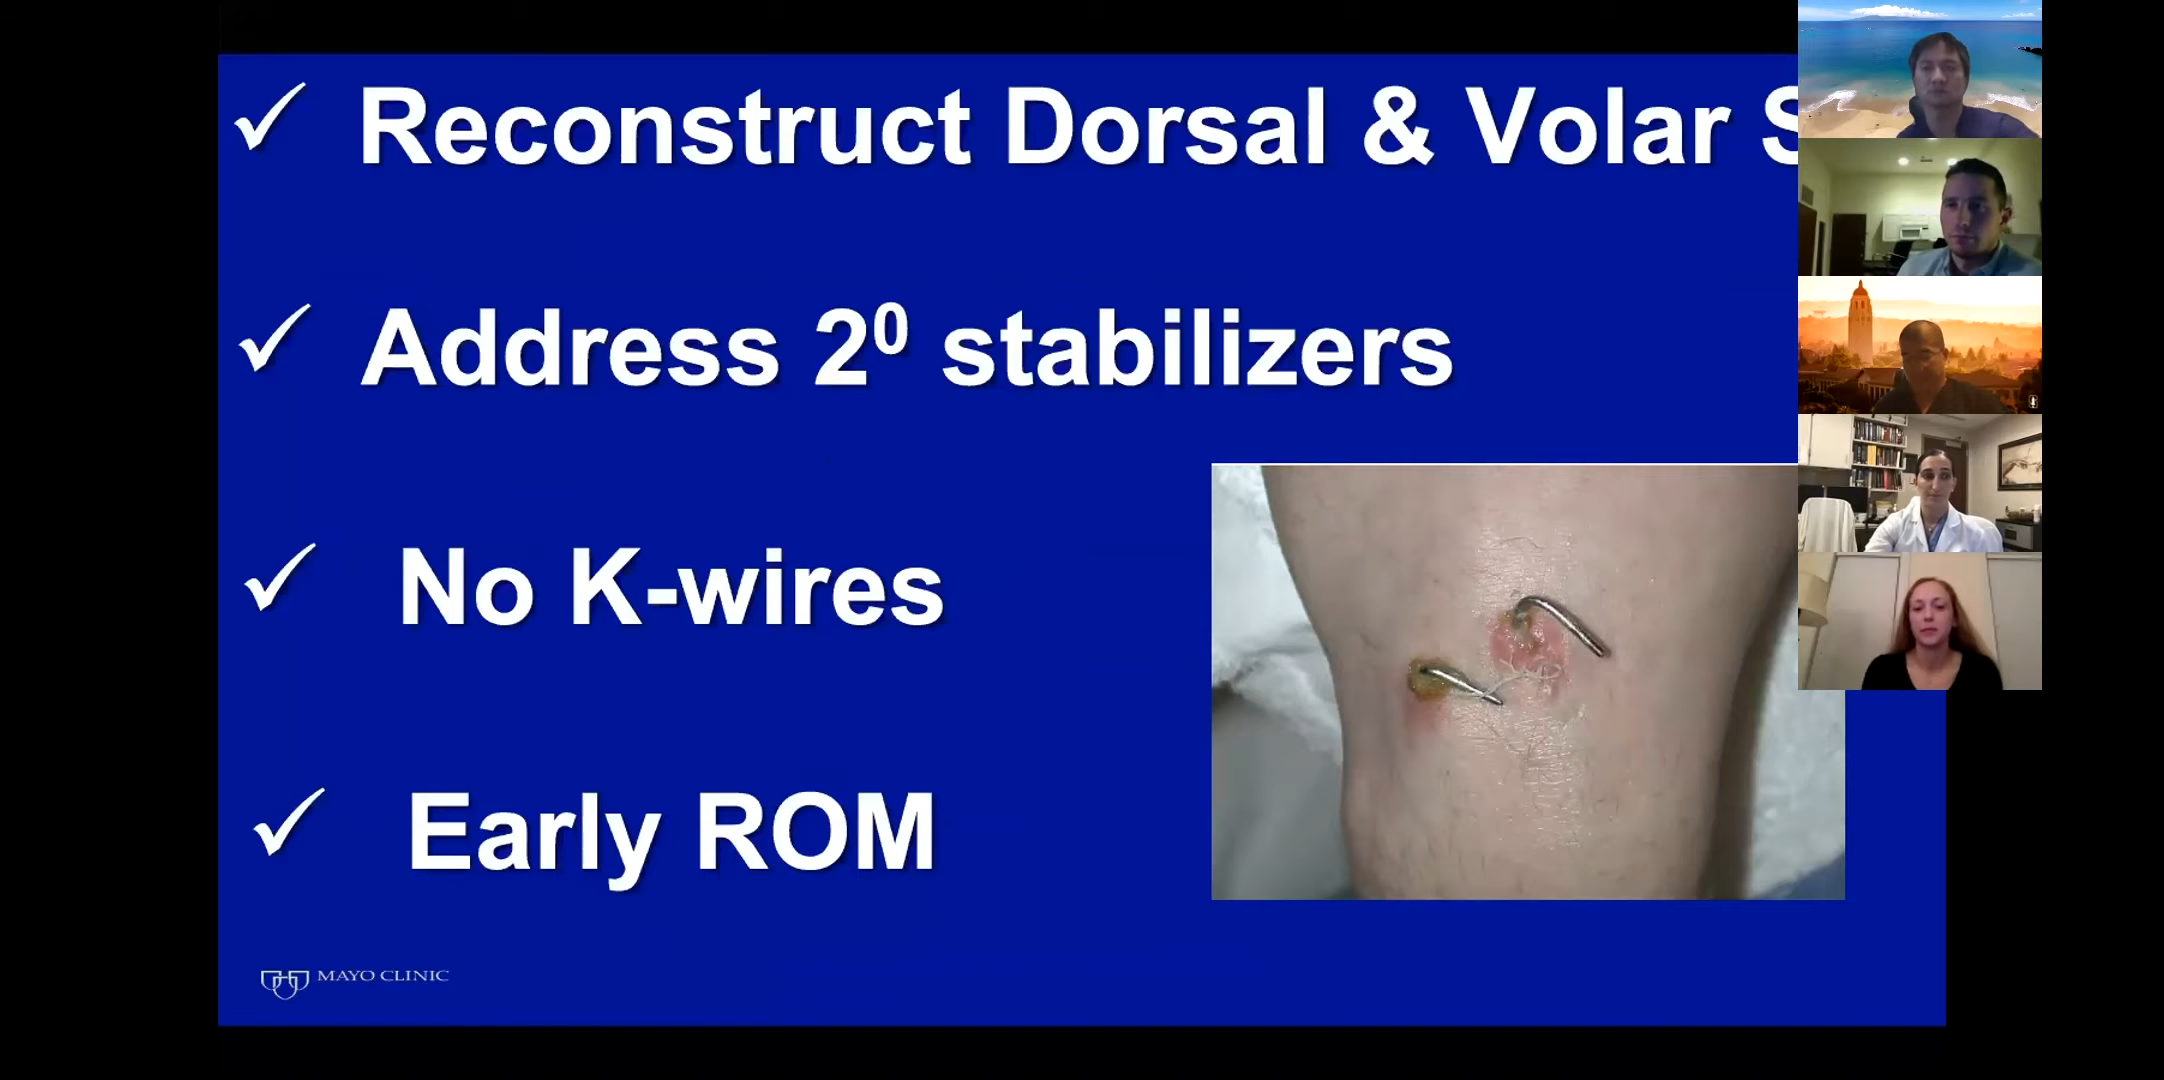 ✓ Reconstruct Dorsal & Volar S
✓ Address 2⁰ stabilizers
✓ No K-wires
✓ Early ROM
MAYO CLINIC